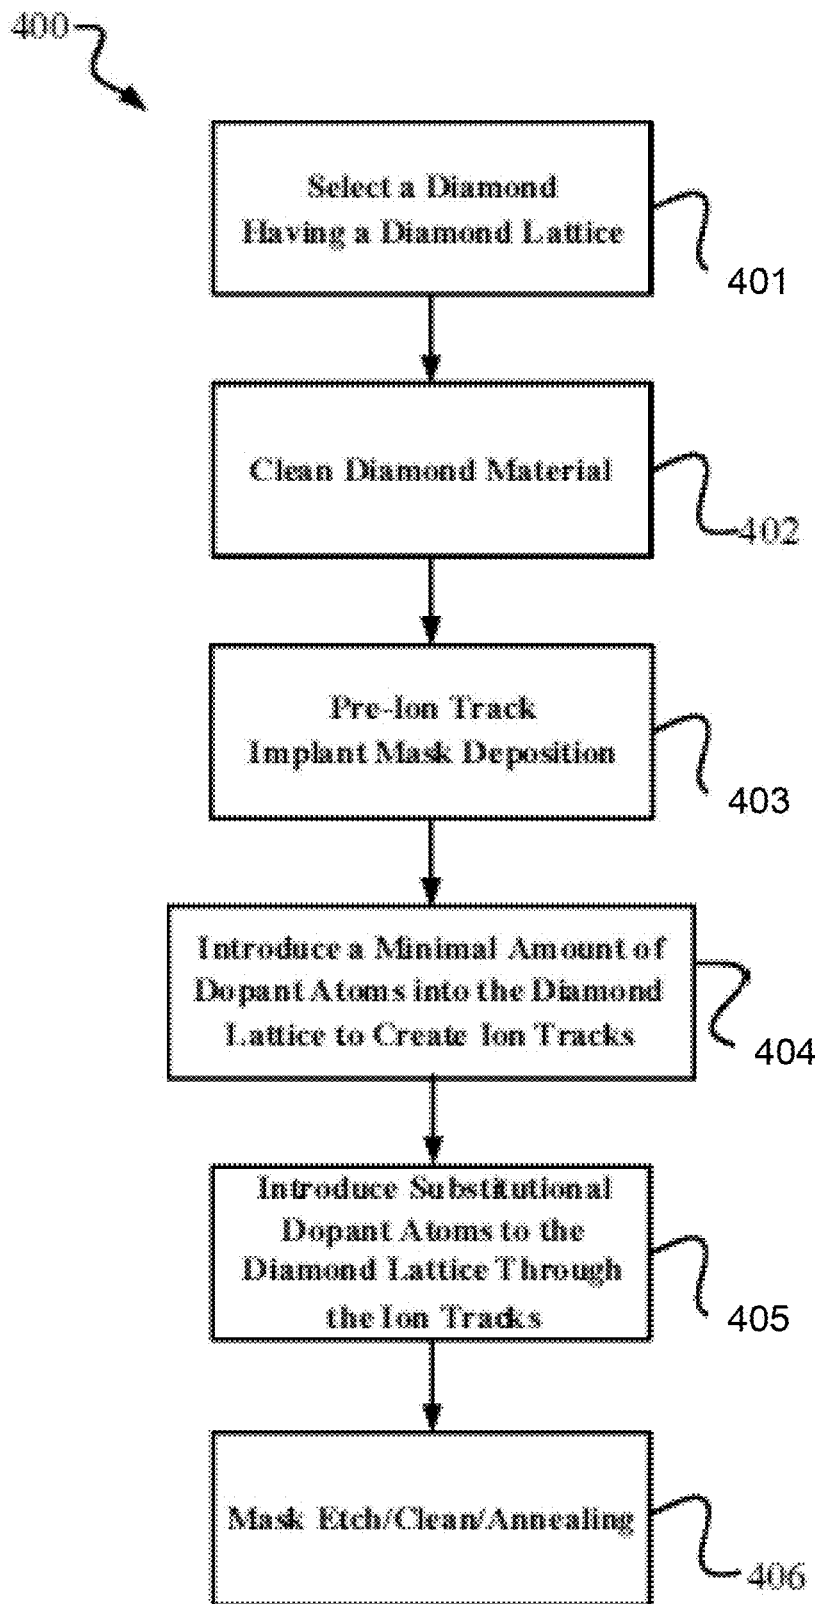 400
Select a Diamond
Having a Diamond Lattice
401
Clean Diamond Material
402
Pre-Ion Track
Implant Mask Deposition
403
Introduce a Minimal Amount of
Dopant Atoms into the Diamond
Lattice to Create Ion Tracks
404
Introduce Substitutional
Dopant Atoms to the
Diamond Lattice Through
the Ion Tracks
405
Mask Etch/Clean/Annealing
406